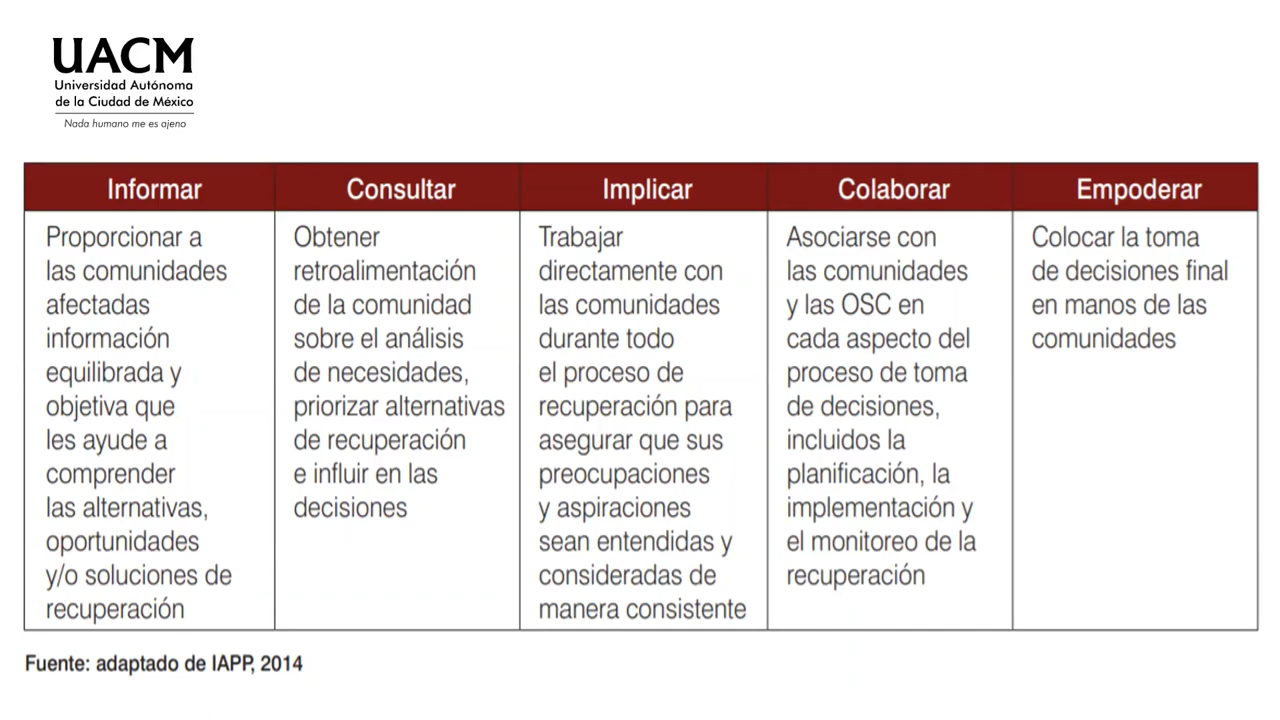 UACM
Universidad Autónoma
de la Ciudad de México
Nada humano me es ajeno
Informar
Proporcionar a
las comunidades
afectadas
información
equilibrada y
objetiva que
les ayude a
comprender
las alternativas,
oportunidades
y/o soluciones de
recuperación
Consultar
Obtener
retroalimentación
de la comunidad
sobre el análisis
de necesidades,
priorizar alternativas
de recuperación
e influir en las
decisiones
Implicar
Trabajar
directamente con
las comunidades
durante todo
el proceso de
recuperación para
asegurar que sus
preocupaciones
y aspiraciones
sean entendidas y
consideradas de
manera consistente
Colaborar
Asociarse con
las comunidades
y las OSC en
cada aspecto del
proceso de toma
de decisiones,
incluidos la
planificación, la
implementación y
el monitoreo de la
recuperación
Empoderar
Colocar la toma
de decisiones final
en manos de las
comunidades
Fuente: adaptado de IAPP, 2014